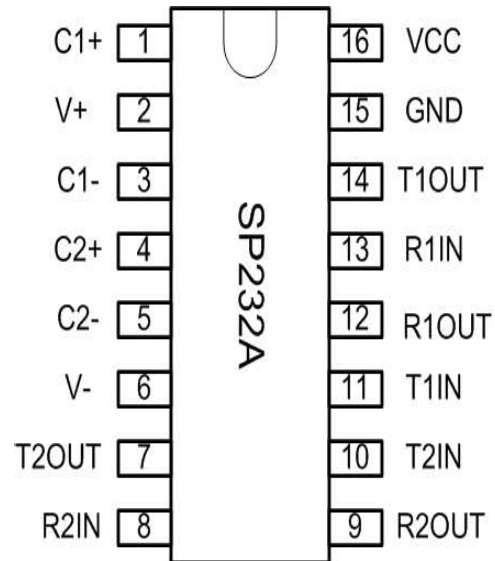 C1+ 1 16 VCC
V+ 2 15 GND
C1- 3 14 T1OUT
C2+ 4 13 R1IN
C2- 5 12 R1OUT
V- 6 11 T1IN
T2OUT 7 10 T2IN
R2IN 8 9 R2OUT
SP232A